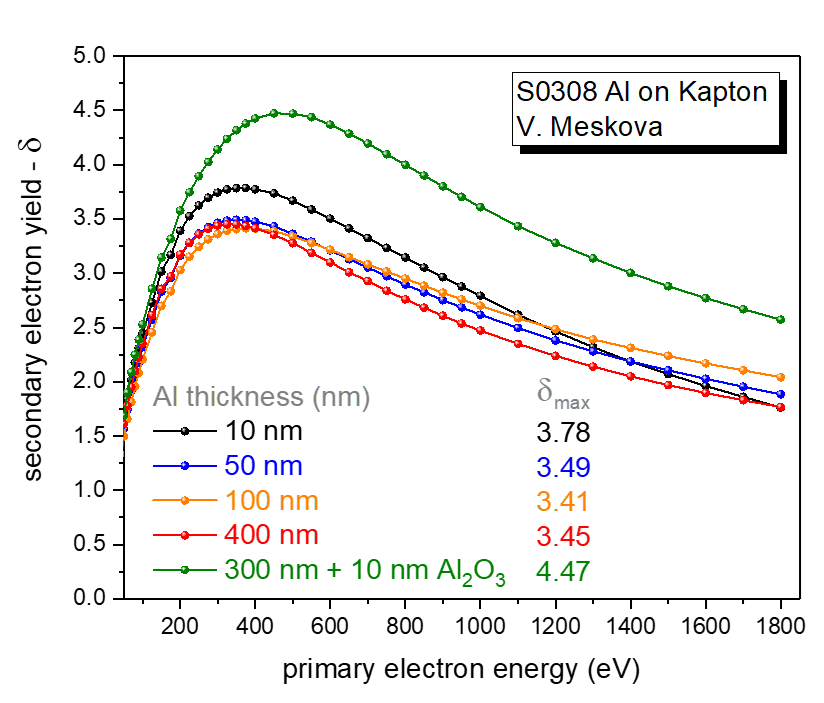 S0308 Al on Kapton
V. Meskova
secondary electron yield - δ
5.0
4.5
4.0
3.5
3.0
2.5
2.0
1.5
1.0
0.5
0.0
Al thickness (nm) δmax
10 nm 3.78
50 nm 3.49
100 nm 3.41
400 nm 3.45
300 nm + 10 nm Al₂O₃ 4.47
200 400 600 800 1000 1200 1400 1600 1800
primary electron energy (eV)